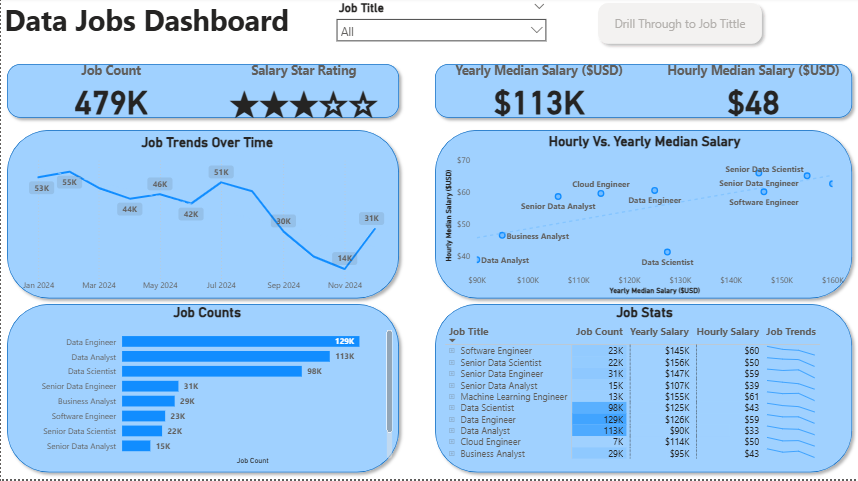 Data Jobs Dashboard
Job Title
All
Drill Through to Job Tittle
Job Count
479K
Salary Star Rating
★★★☆☆
Yearly Median Salary ($USD)
$113K
Hourly Median Salary ($USD)
$48
Job Trends Over Time
53K
55K
44K
46K
42K
51K
30K
14K
31K
Jan 2024 Mar 2024 May 2024 Jul 2024 Sep 2024 Nov 2024
Hourly Vs. Yearly Median Salary
Hourly Median Salary ($USD)
$70
$60
$50
$40
Senior Data Scientist
Senior Data Engineer
Software Engineer
Cloud Engineer
Data Engineer
Senior Data Analyst
Business Analyst
Data Scientist
Data Analyst
$90K $100K $110K $120K $130K $140K $150K $160K
Yearly Median Salary ($USD)
Job Counts
Data Engineer 129K
Data Analyst 113K
Data Scientist 98K
Senior Data Engineer 31K
Business Analyst 29K
Software Engineer 23K
Senior Data Scientist 22K
Senior Data Analyst 15K
Job Count
Job Stats
Job Title Job Count Yearly Salary Hourly Salary Job Trends
Software Engineer 23K $145K $60
Senior Data Scientist 22K $156K $50
Senior Data Engineer 31K $147K $59
Senior Data Analyst 15K $107K $39
Machine Learning Engineer 13K $155K $61
Data Scientist 98K $125K $43
Data Engineer 129K $126K $59
Data Analyst 113K $90K $33
Cloud Engineer 7K $114K $50
Business Analyst 29K $95K $43